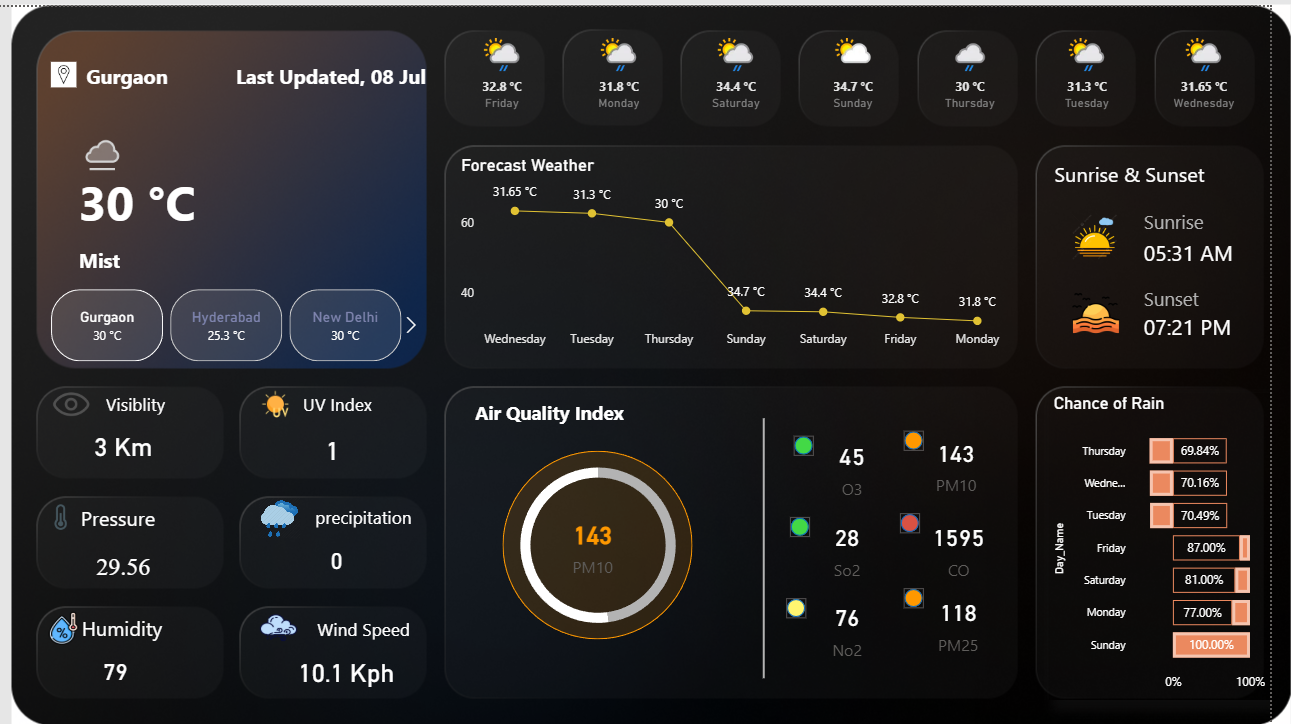 Gurgaon
Last Updated, 08 Jul
30 °C
Mist
Gurgaon
30 °C
Hyderabad
25.3 °C
New Delhi
30 °C
32.8 °C
Friday
31.8 °C
Monday
34.4 °C
Saturday
34.7 °C
Sunday
30 °C
Thursday
31.3 °C
Tuesday
31.65 °C
Wednesday
Forecast Weather
31.65 °C
31.3 °C
30 °C
34.7 °C
34.4 °C
32.8 °C
31.8 °C
60
40
Wednesday
Tuesday
Thursday
Sunday
Saturday
Friday
Monday
Sunrise & Sunset
Sunrise
05:31 AM
Sunset
07:21 PM
Visiblity
3 Km
UV Index
UV
1
Pressure
29.56
precipitation
0
%
Humidity
79
Wind Speed
10.1 Kph
Air Quality Index
143
PM10
45
O3
143
PM10
28
So2
1595
CO
76
No2
118
PM25
Chance of Rain
Day_Name
Thursday
69.84%
Wedne...
70.16%
Tuesday
70.49%
Friday
87.00%
Saturday
81.00%
Monday
77.00%
Sunday
100.00%
0%
100%